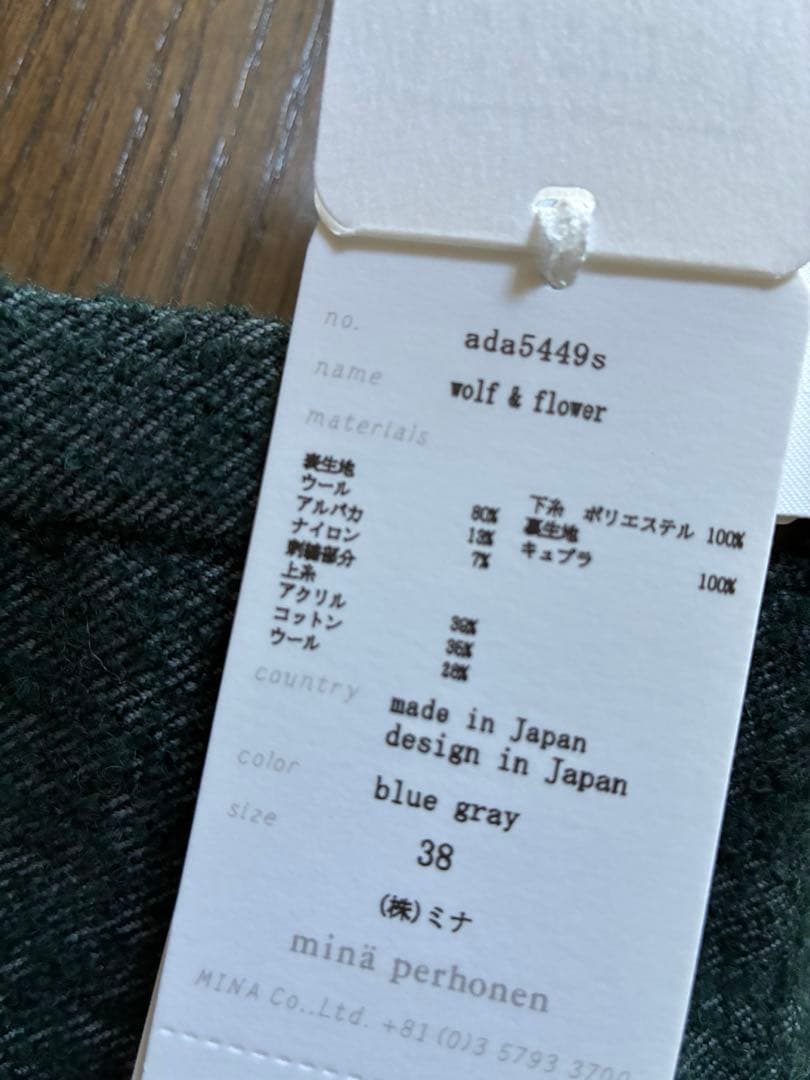 no. ada5449s
name wolf & flower
materials
表生地
ウール 80%
アルパカ 13%
ナイロン 7%
刺繍部分
上糸
アクリル 36%
コットン 36%
ウール 28%
下糸 ポリエステル 100%
裏生地
キュプラ 100%
country made in Japan
design in Japan
color blue gray
size 38
(株)ミナ
minä perhonen
MINA Co.,Ltd. +81 (0)3 5793 3700